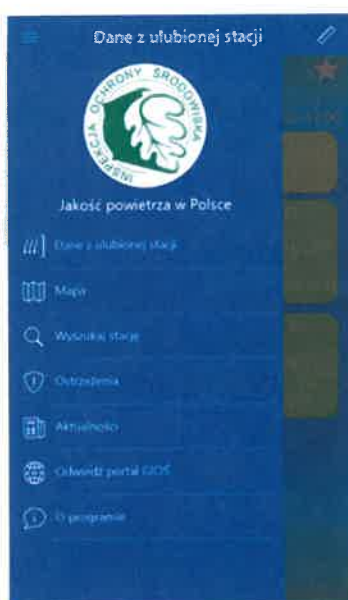 Dane z ulubionej stacji
INSPEKCJA OCHRONY ŚRODOWISKA
Jakość powietrza w Polsce
Dane z ulubionej stacji
Mapa
Wyszukaj stację
Ostrzeżenia
Aktualności
Odwiedź portal GIOŚ
O programie